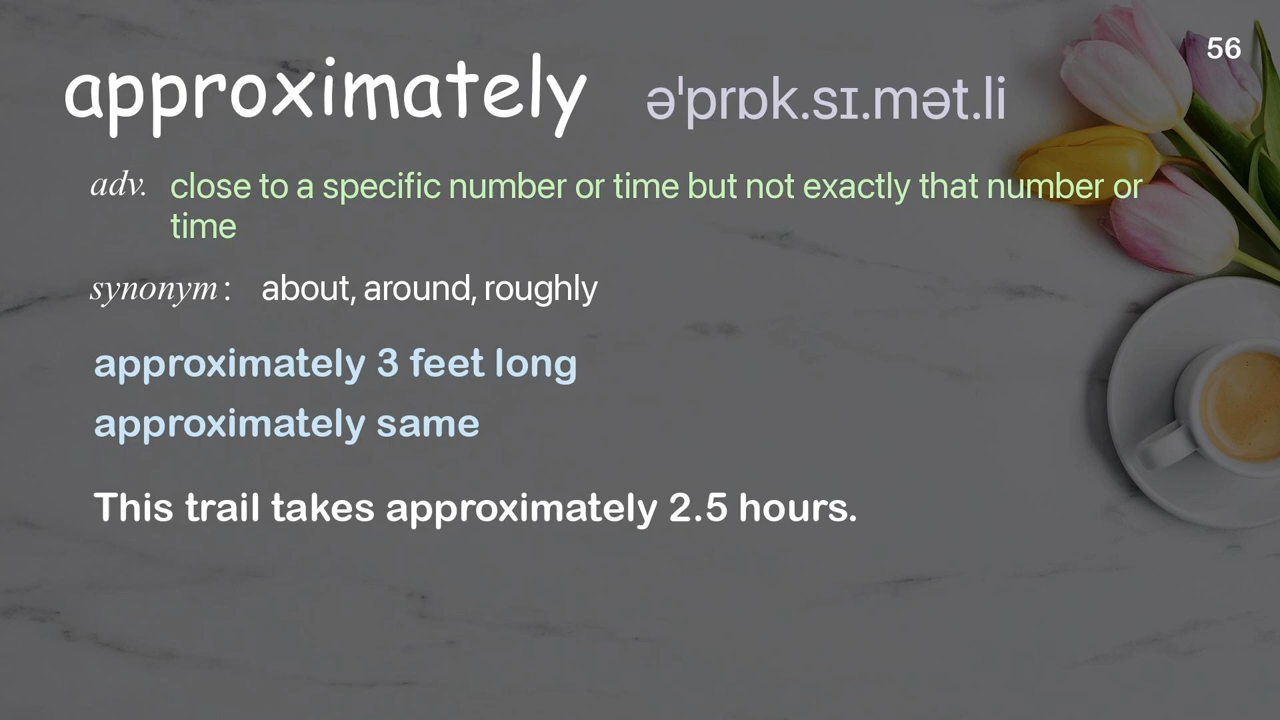 56
approximately əˈprɒk.sɪ.mət.li
adv. close to a specific number or time but not exactly that number or
time
synonym : about, around, roughly
approximately 3 feet long
approximately same
This trail takes approximately 2.5 hours.